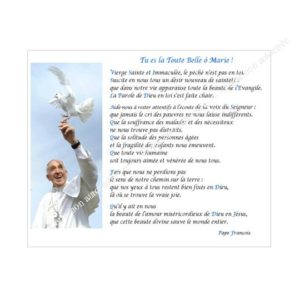 Tu es la Toute Belle ô Marie !
Vierge Sainte et Immaculée, le péché n'est pas en toi.
Suscite en nous tous un désir nouveau de sainteté :
que dans notre vie apparaisse toute la beauté de l'Évangile.
La Parole de Dieu en toi s'est faite chair.
Aide-nous à rester attentifs à l'écoute de la voix du Seigneur :
que jamais le cri des pauvres ne nous laisse indifférents.
Que la souffrance des malades et des nécessiteux
ne nous trouve pas distraits.
Que la solitude des personnes âgées
et la fragilité des enfants nous émeuvent.
Que toute vie humaine
soit toujours aimée et vénérée de nous tous.
Fais que nous ne perdions pas
le sens de notre chemin sur la terre :
que nos yeux à tous restent bien fixés en Dieu,
là où se trouve la vraie joie.
Qu'il y ait en nous
la beauté de l'amour miséricordieux de Dieu en Jésus,
que cette beauté divine sauve le monde entier.
Pape François